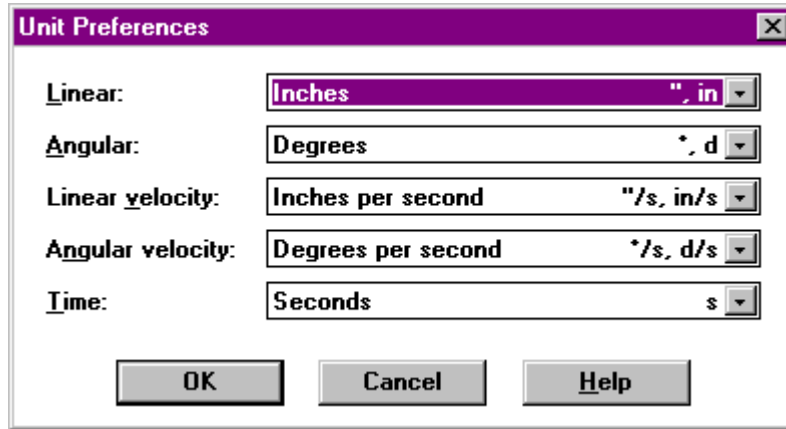 Unit Preferences
Linear: Inches ", in
Angular: Degrees °, d
Linear velocity: Inches per second "/s, in/s
Angular velocity: Degrees per second °/s, d/s
Time: Seconds s
OK Cancel Help